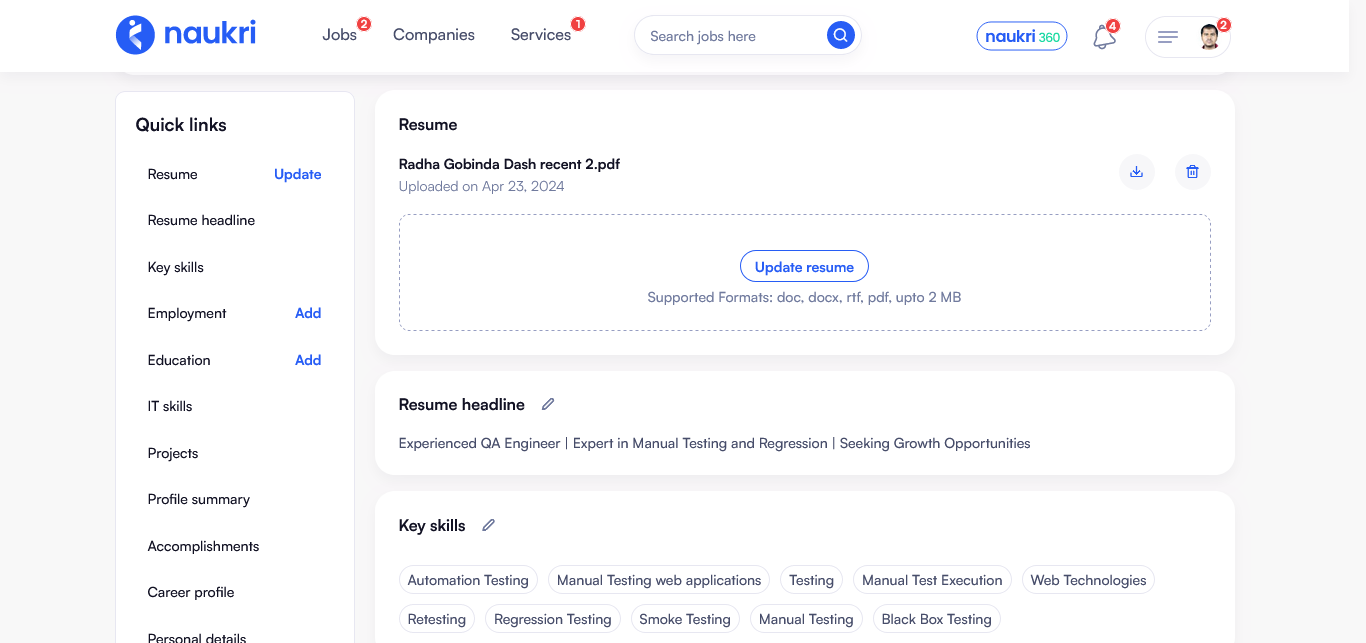 naukri
Jobs 2
Companies
Services 1
Search jobs here
naukri 360
4
2
Quick links
Resume Update
Resume headline
Key skills
Employment Add
Education Add
IT skills
Projects
Profile summary
Accomplishments
Career profile
Personal details
Resume
Radha Gobinda Dash recent 2.pdf
Uploaded on Apr 23, 2024
Update resume
Supported Formats: doc, docx, rtf, pdf, upto 2 MB
Resume headline
Experienced QA Engineer | Expert in Manual Testing and Regression | Seeking Growth Opportunities
Key skills
Automation Testing Manual Testing web applications Testing Manual Test Execution Web Technologies
Retesting Regression Testing Smoke Testing Manual Testing Black Box Testing